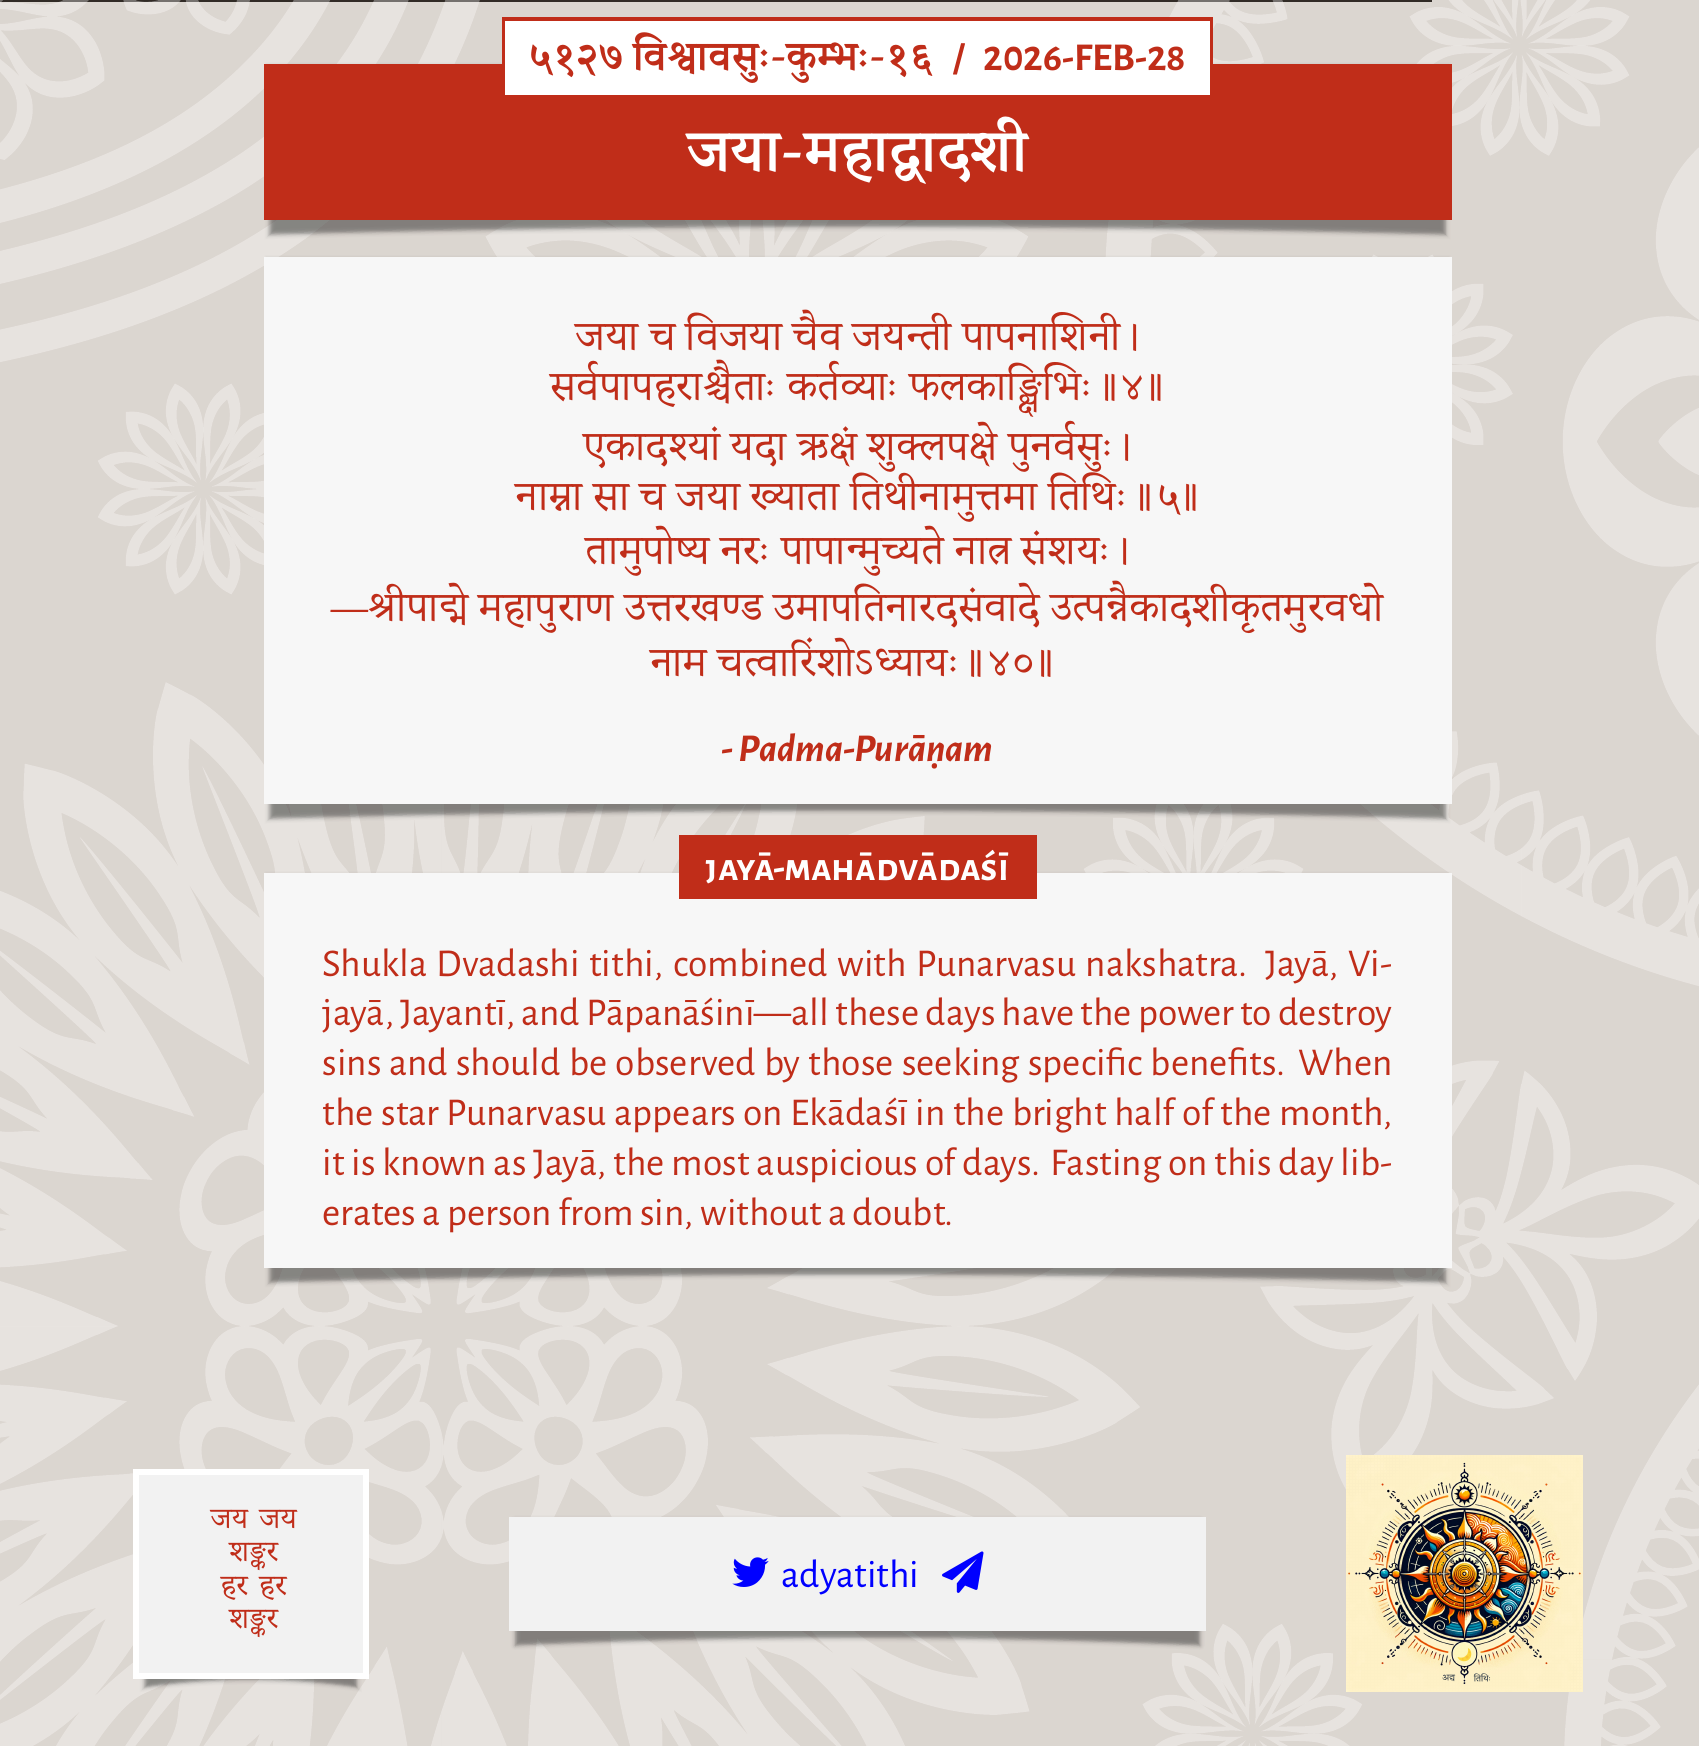 ५१२७ विश्वावसुः-कुम्भः-१६ / 2026-FEB-28
जया-महाद्वादशी
जया च विजया चैव जयन्ती पापनाशिनी।
सर्वपापहराश्चैताः कर्तव्याः फलकाङ्क्षिभिः॥४॥
एकादश्यां यदा ऋक्षं शुक्लपक्षे पुनर्वसुः।
नाम्ना सा च जया ख्याता तिथीनामुत्तमा तिथिः॥५॥
तामुपोष्य नरः पापान्मुच्यते नात्र संशयः।
—श्रीपाद्मे महापुराण उत्तरखण्ड उमापतिनारदसंवादे उत्पन्नैकादशीकृतमुरवधो
नाम चत्वारिंशोऽध्यायः॥४०॥
- Padma-Purāṇam
JAYĀ-MAHĀDVĀDAŚĪ
Shukla Dvadashi tithi, combined with Punarvasu nakshatra. Jayā, Vi-
jayā, Jayantī, and Pāpanāśinī—all these days have the power to destroy
sins and should be observed by those seeking specific benefits. When
the star Punarvasu appears on Ekādaśī in the bright half of the month,
it is known as Jayā, the most auspicious of days. Fasting on this day lib-
erates a person from sin, without a doubt.
जय जय
शङ्कर
हर हर
शङ्कर
adyatithi
अद्य तिथिः